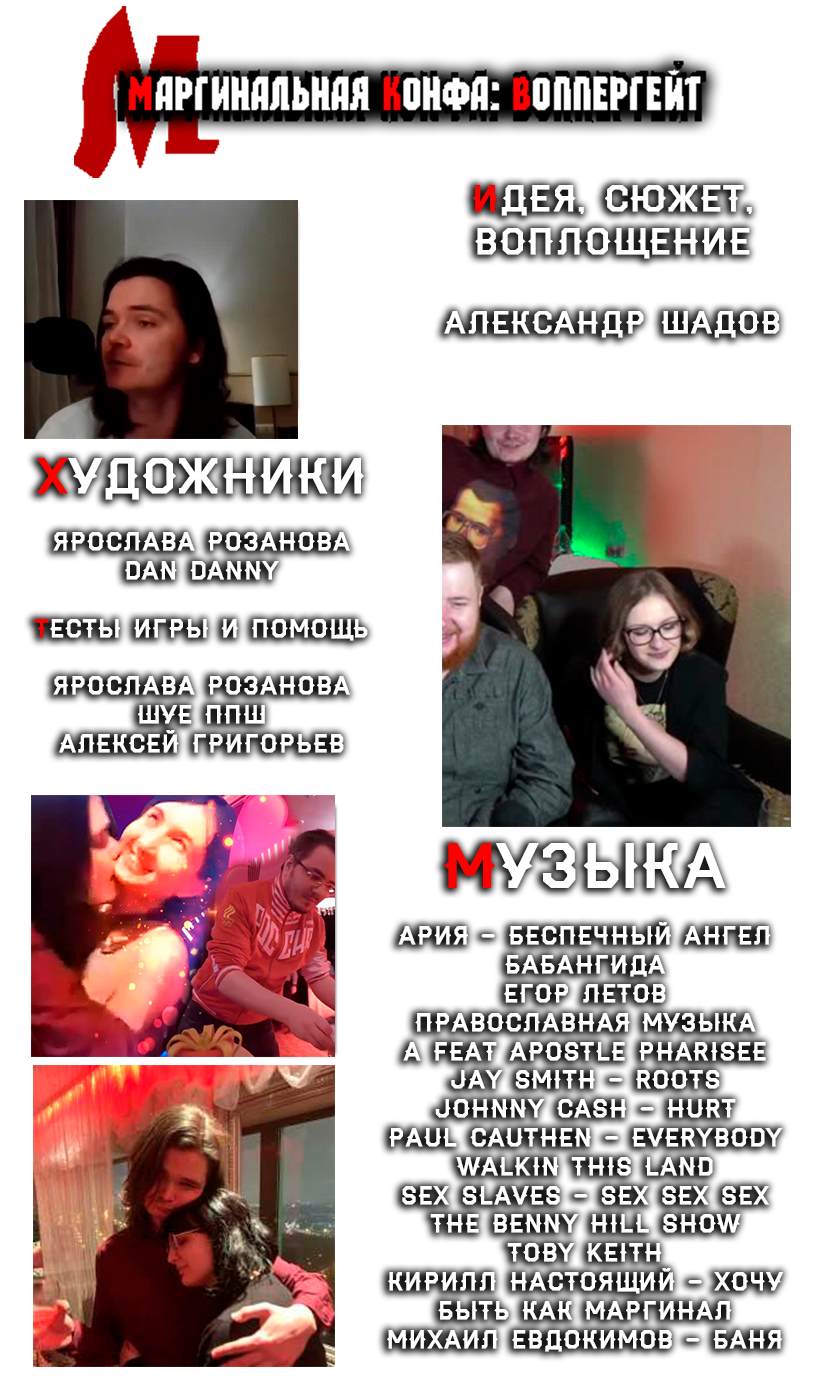 М
Маргинальная Конфа: Воппергейт
Идея, сюжет,
воплощение
Александр Шадов
Художники
Ярослава Розанова
Dan Danny
Тесты игры и помощь
Ярослава Розанова
Шуе ППШ
Алексей Григорьев
Музыка
Ария – Беспечный ангел
Бабангида
Егор Летов
Православная музыка
A feat Apostle Pharisee
Jay Smith – Roots
Johnny Cash – Hurt
Paul Cauthen – Everybody
walkin this land
Sex Slaves – Sex Sex Sex
The Benny Hill Show
Toby Keith
Кирилл Настоящий – Хочу
быть как Маргинал
Михаил Евдокимов – Баня